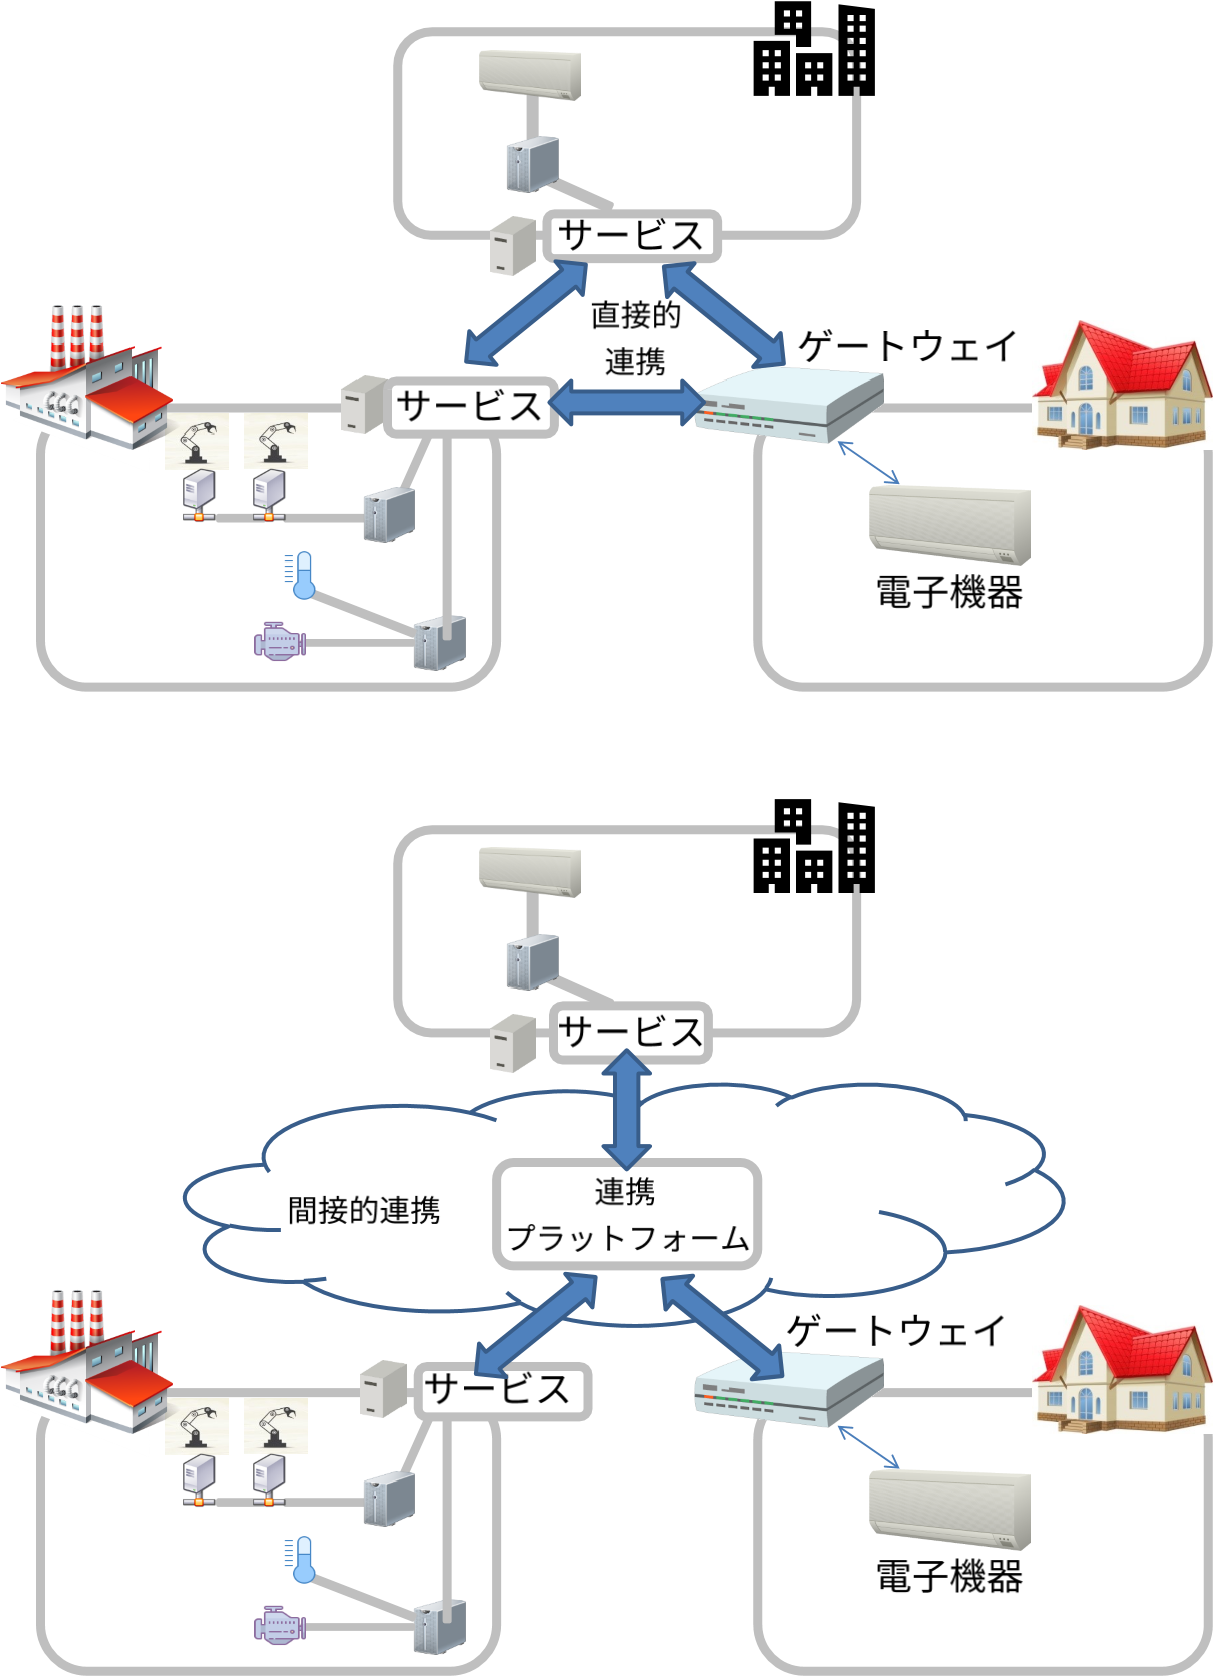 サービス
直接的
連携
ゲートウェイ
サービス
電子機器
サービス
連携
プラットフォーム
間接的連携
ゲートウェイ
サービス
電子機器